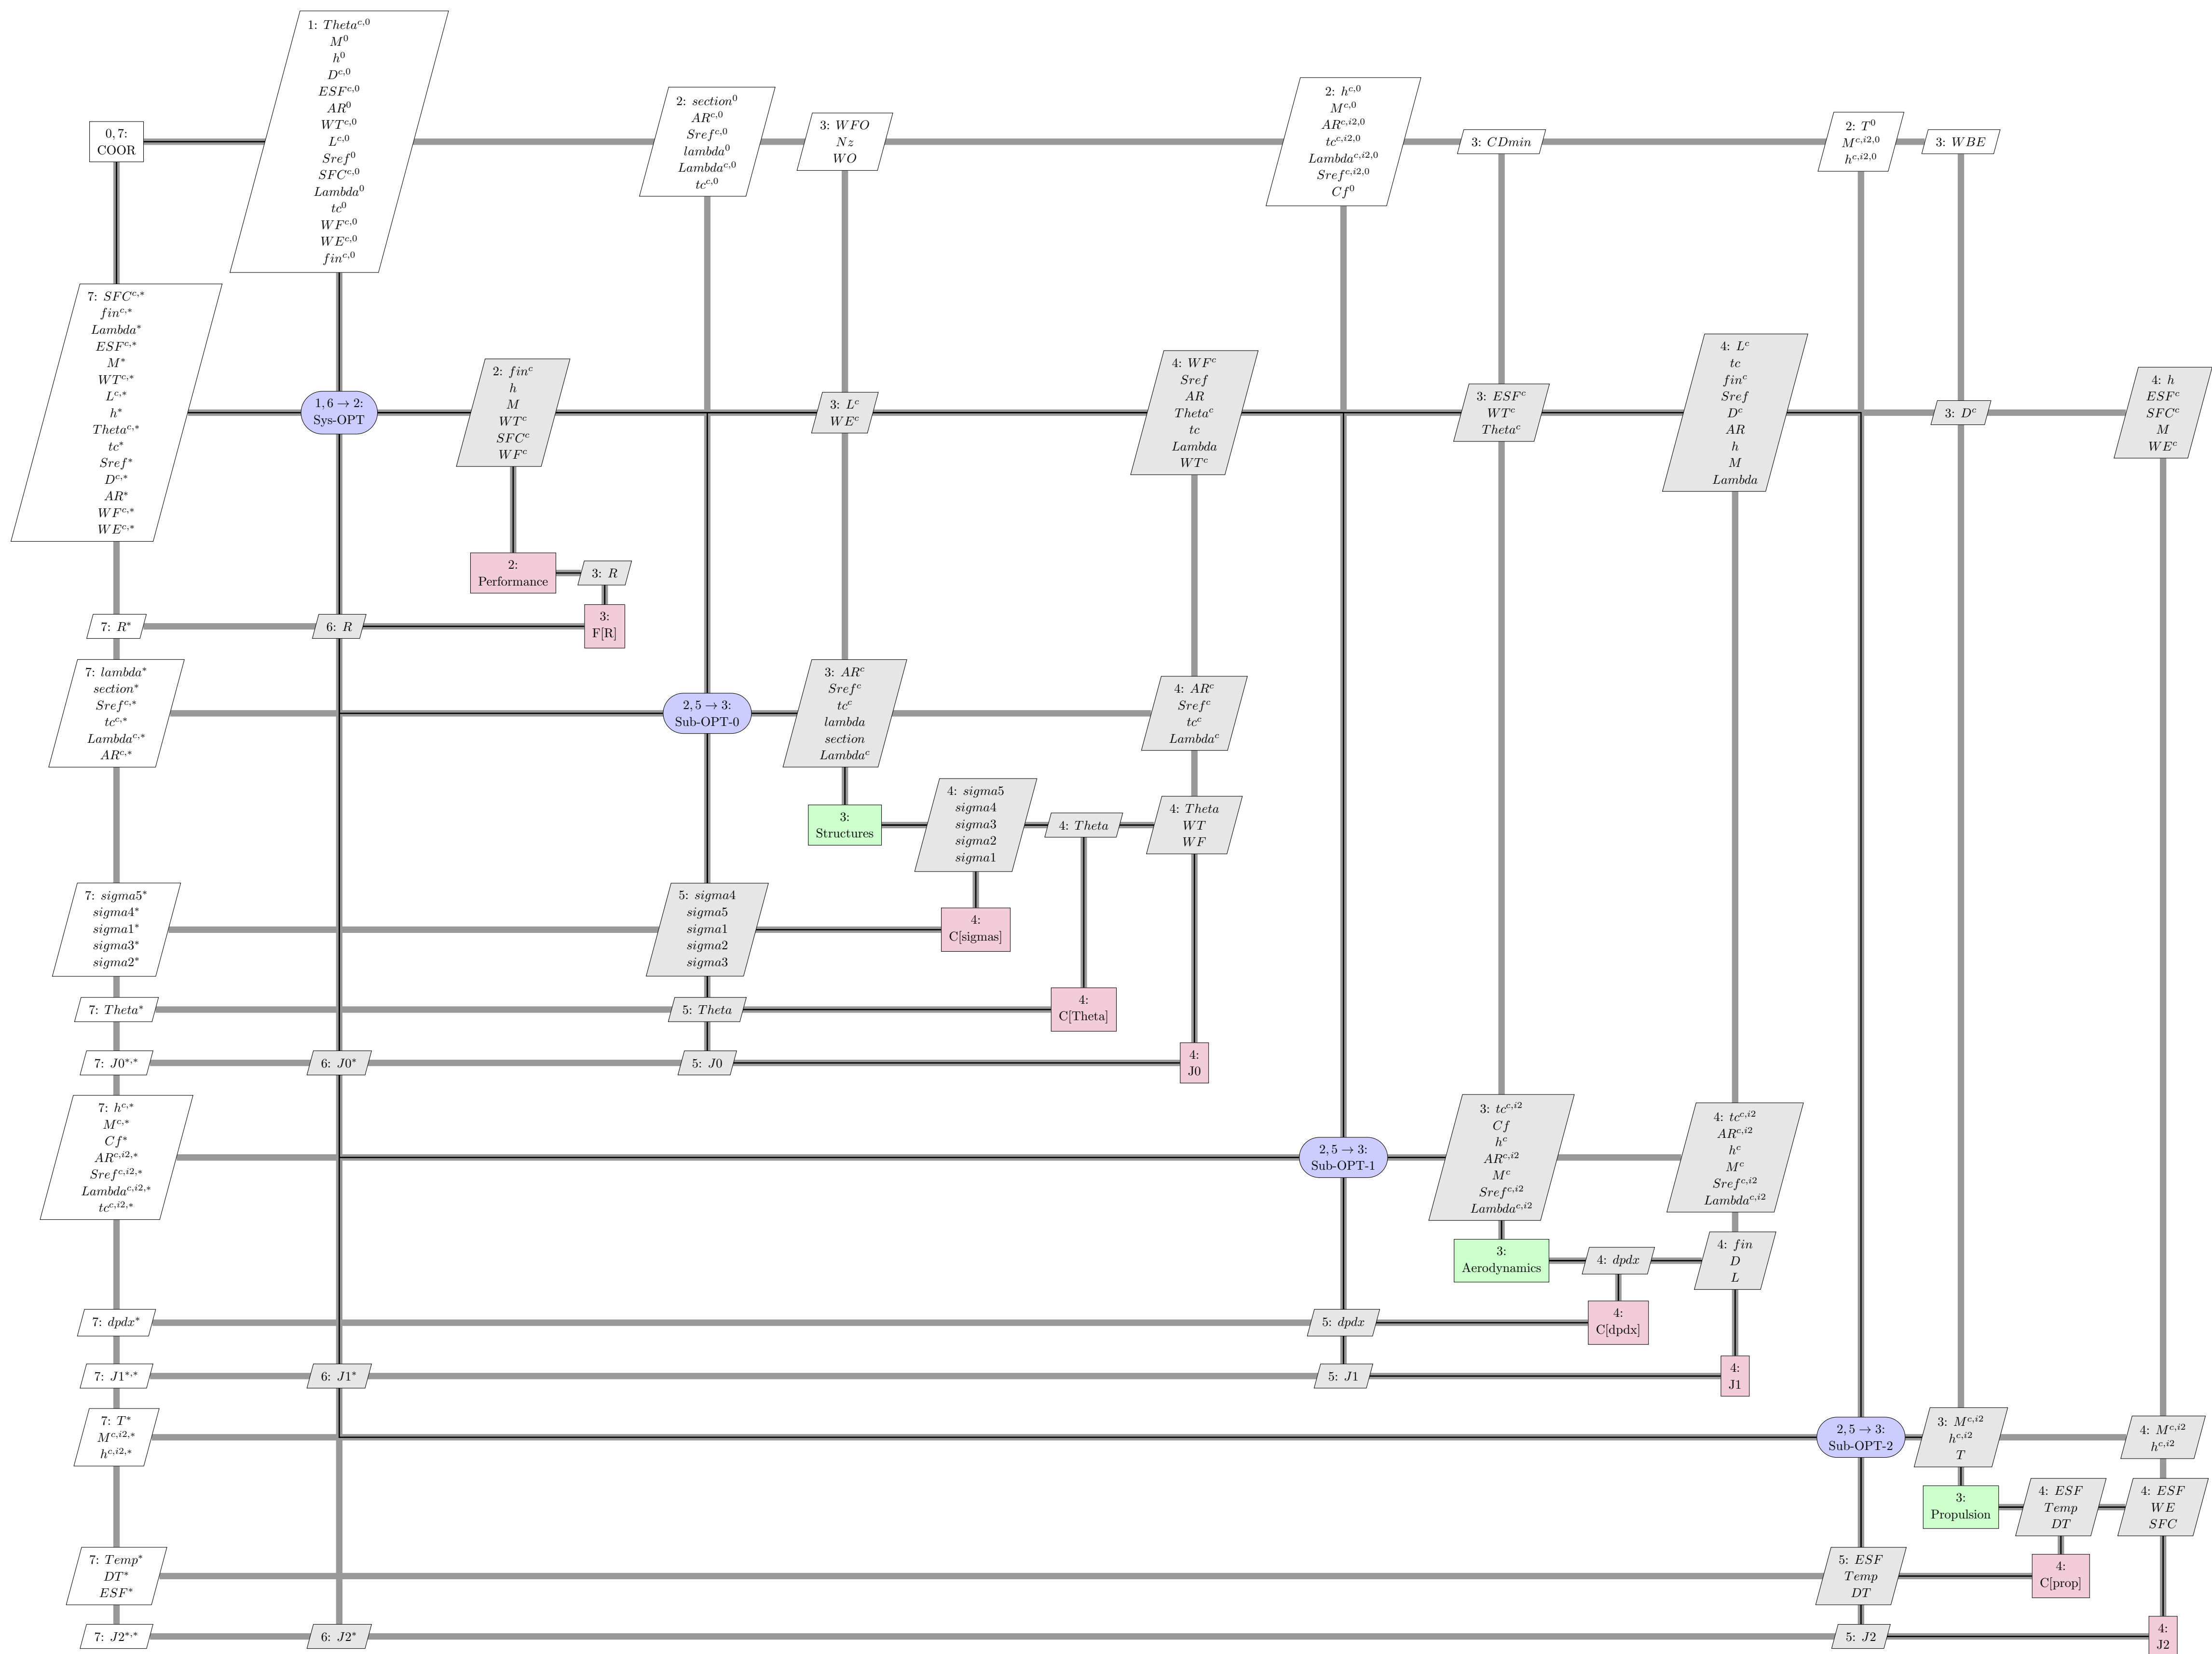 1: Theta^{c,0}
M^0
h^0
D^{c,0}
ESF^{c,0}
AR^0
WT^{c,0}
L^{c,0}
Sref^0
SFC^{c,0}
Lambda^0
tc^0
WF^{c,0}
WE^{c,0}
fin^{c,0}
0, 7:
COOR
2: section^0
AR^{c,0}
Sref^{c,0}
lambda^0
Lambda^{c,0}
tc^{c,0}
3: WFO
Nz
WO
2: h^{c,0}
M^{c,0}
AR^{c,i2,0}
tc^{c,i2,0}
Lambda^{c,i2,0}
Sref^{c,i2,0}
Cf^0
3: CDmin
2: T^0
M^{c,i2,0}
h^{c,i2,0}
3: WBE
7: SFC^{c,*}
fin^{c,*}
Lambda^*
ESF^{c,*}
M^*
WT^{c,*}
L^{c,*}
h^*
Theta^{c,*}
tc^*
Sref^*
D^{c,*}
AR^*
WF^{c,*}
WE^{c,*}
1, 6 → 2:
Sys-OPT
2: fin^c
h
M
WT^c
SFC^c
WF^c
3: L^c
WE^c
4: WF^c
Sref
AR
Theta^c
tc
Lambda
WT^c
3: ESF^c
WT^c
Theta^c
4: L^c
tc
fin^c
Sref
D^c
AR
h
M
Lambda
3: D^c
4: h
ESF^c
SFC^c
M
WE^c
2:
Performance
3: R
7: R^*
6: R
3:
F[R]
7: lambda^*
section^*
Sref^{c,*}
tc^{c,*}
Lambda^{c,*}
AR^{c,*}
2, 5 → 3:
Sub-OPT-0
3: AR^c
Sref^c
tc^c
lambda
section
Lambda^c
4: AR^c
Sref^c
tc^c
Lambda^c
3:
Structures
4: sigma5
sigma4
sigma3
sigma2
sigma1
4: Theta
4: Theta
WT
WF
7: sigma5^*
sigma4^*
sigma1^*
sigma3^*
sigma2^*
5: sigma4
sigma5
sigma1
sigma2
sigma3
4:
C[sigmas]
7: Theta^*
5: Theta
4:
C[Theta]
7: J0^{*,*}
6: J0^*
5: J0
4:
J0
7: h^{c,*}
M^{c,*}
Cf^*
AR^{c,i2,*}
Sref^{c,i2,*}
Lambda^{c,i2,*}
tc^{c,i2,*}
2, 5 → 3:
Sub-OPT-1
3: tc^{c,i2}
Cf
h^c
AR^{c,i2}
M^c
Sref^{c,i2}
Lambda^{c,i2}
4: tc^{c,i2}
AR^{c,i2}
h^c
M^c
Sref^{c,i2}
Lambda^{c,i2}
3:
Aerodynamics
4: dpdx
4: fin
D
L
7: dpdx^*
5: dpdx
4:
C[dpdx]
7: J1^{*,*}
6: J1^*
5: J1
4:
J1
7: T^*
M^{c,i2,*}
h^{c,i2,*}
2, 5 → 3:
Sub-OPT-2
3: M^{c,i2}
h^{c,i2}
T
4: M^{c,i2}
h^{c,i2}
3:
Propulsion
4: ESF
Temp
DT
4: ESF
WE
SFC
7: Temp^*
DT^*
ESF^*
5: ESF
Temp
DT
4:
C[prop]
7: J2^{*,*}
6: J2^*
5: J2
4:
J2